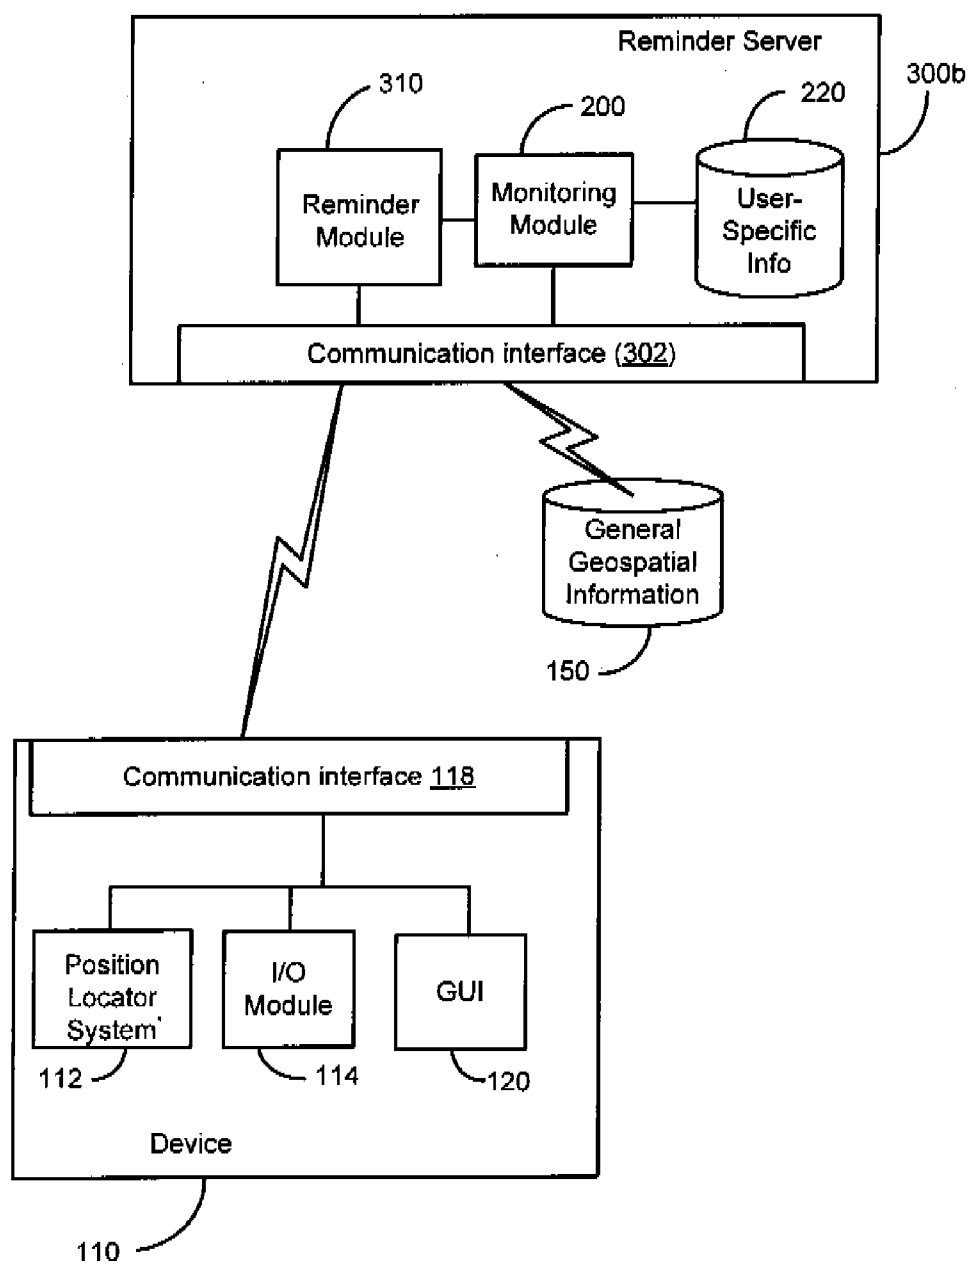 Reminder Server
300b
310
200
220
Reminder
Module
Monitoring
Module
User-
Specific
Info
Communication interface (302)
General
Geospatial
Information
150
Communication interface 118
Position
Locator
System'
I/O
Module
GUI
112
114
120
Device
110